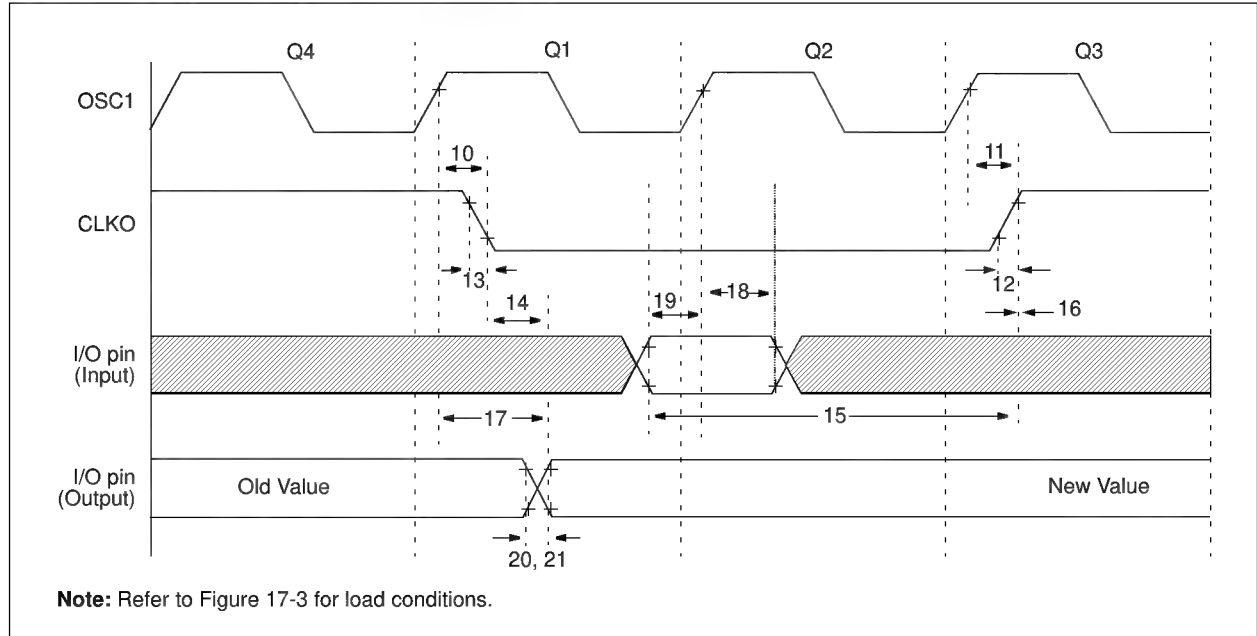 Q4 Q1 Q2 Q3
OSC1
10
11
CLKO
13
12
14
19
18
16
I/O pin
(Input)
17
15
I/O pin
(Output)
Old Value
New Value
20, 21
Note: Refer to Figure 17-3 for load conditions.